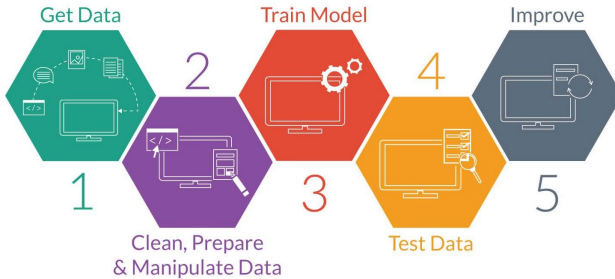 Get Data
1
2
Clean, Prepare
& Manipulate Data
Train Model
3
4
Test Data
Improve
5
</>
</>